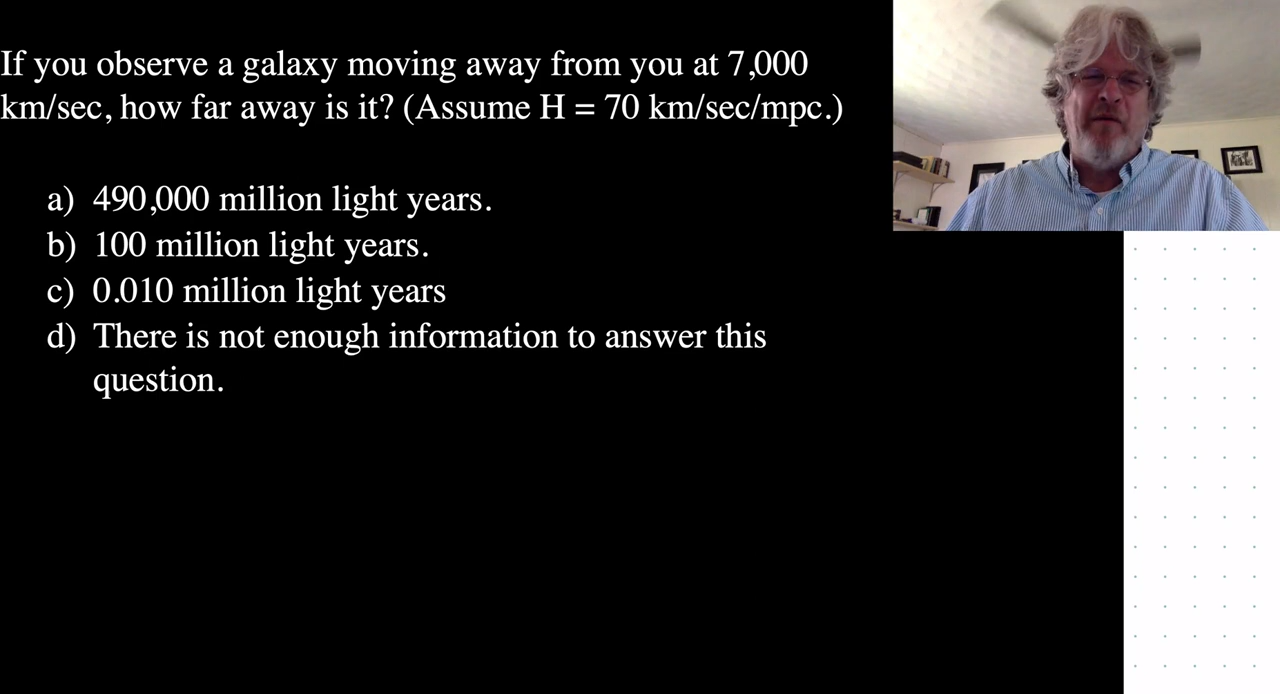 If you observe a galaxy moving away from you at 7,000
km/sec, how far away is it? (Assume H = 70 km/sec/mpc.)
a) 490,000 million light years.
b) 100 million light years.
c) 0.010 million light years
d) There is not enough information to answer this
question.